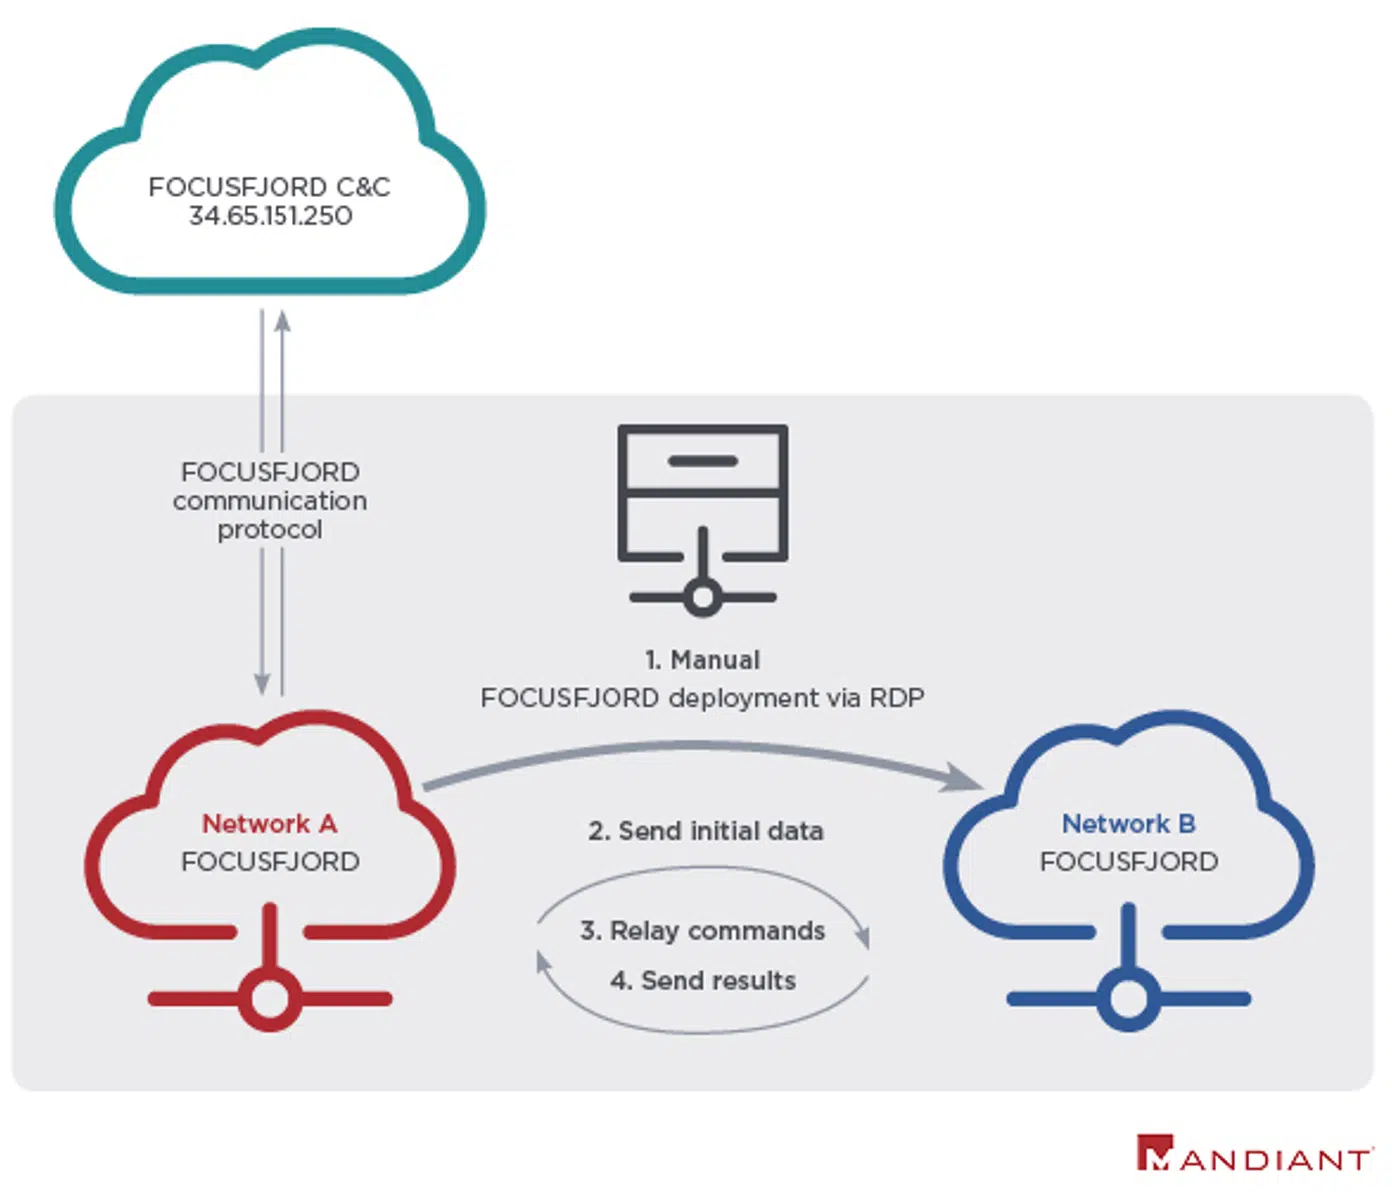 FOCUSFJORD C&C
34.65.151.250
FOCUSFJORD
communication
protocol
1. Manual
FOCUSFJORD deployment via RDP
Network A
FOCUSFJORD
2. Send initial data
3. Relay commands
4. Send results
Network B
FOCUSFJORD
MANDIANT